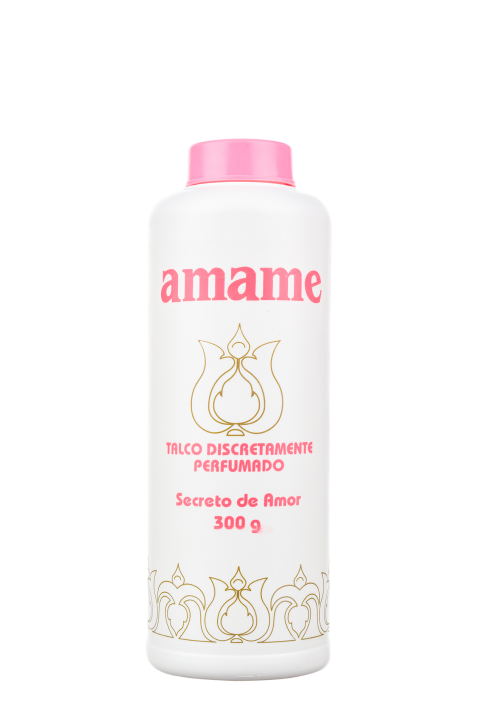 amame
TALCO DISCRETAMENTE
PERFUMADO
Secreto de Amor
300 g